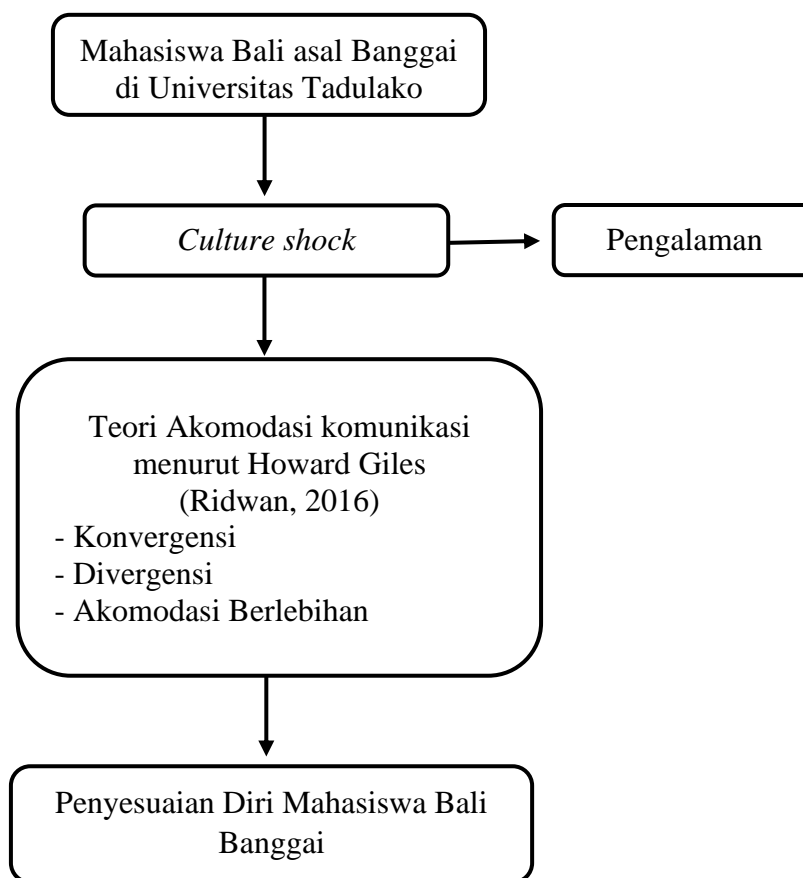 Mahasiswa Bali asal Banggai
di Universitas Tadulako
Culture shock
Pengalaman
Teori Akomodasi komunikasi
menurut Howard Giles
(Ridwan, 2016)
- Konvergensi
- Divergensi
- Akomodasi Berlebihan
Penyesuaian Diri Mahasiswa Bali
Banggai